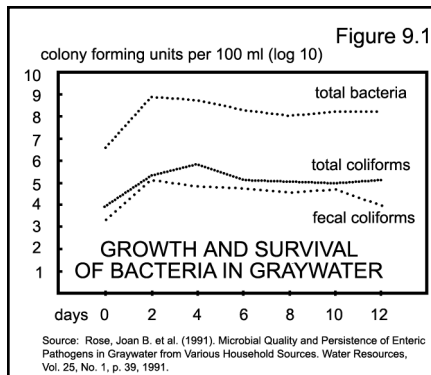 Figure 9.1
colony forming units per 100 ml (log 10)
10
9
8
7
6
5
4
3
2
1
total bacteria
total coliforms
fecal coliforms
GROWTH AND SURVIVAL
OF BACTERIA IN GRAYWATER
days 0 2 4 6 8 10 12
Source: Rose, Joan B. et al. (1991). Microbial Quality and Persistence of Enteric
Pathogens in Graywater from Various Household Sources. Water Resources,
Vol. 25, No. 1, p. 39, 1991.